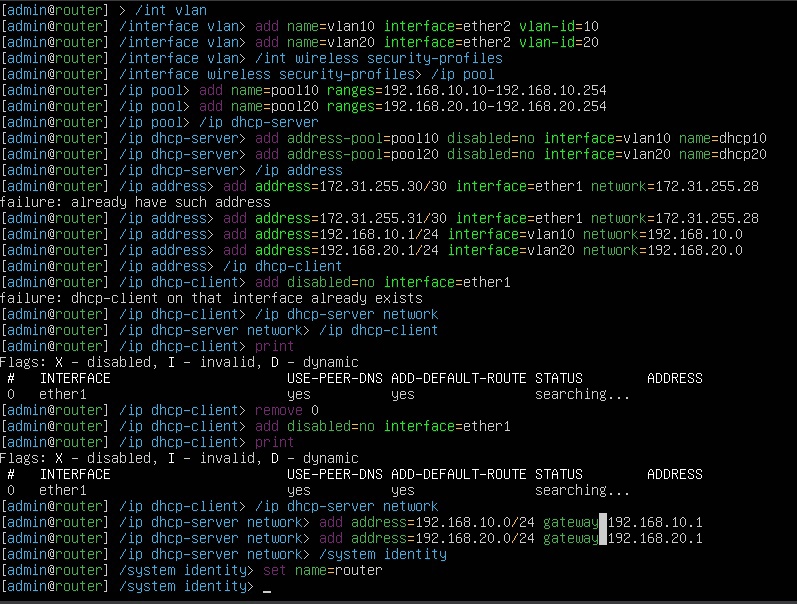 [admin@router] > /int vlan
[admin@router] /interface vlan> add name=vlan10 interface=ether2 vlan-id=10
[admin@router] /interface vlan> add name=vlan20 interface=ether2 vlan-id=20
[admin@router] /interface vlan> /int wireless security-profiles
[admin@router] /interface wireless security-profiles> /ip pool
[admin@router] /ip pool> add name=pool10 ranges=192.168.10.10-192.168.10.254
[admin@router] /ip pool> add name=pool20 ranges=192.168.20.10-192.168.20.254
[admin@router] /ip pool> /ip dhcp-server
[admin@router] /ip dhcp-server> add address-pool=pool10 disabled=no interface=vlan10 name=dhcp10
[admin@router] /ip dhcp-server> add address-pool=pool20 disabled=no interface=vlan20 name=dhcp20
[admin@router] /ip dhcp-server> /ip address
[admin@router] /ip address> add address=172.31.255.30/30 interface=ether1 network=172.31.255.28
failure: already have such address
[admin@router] /ip address> add address=172.31.255.31/30 interface=ether1 network=172.31.255.28
[admin@router] /ip address> add address=192.168.10.1/24 interface=vlan10 network=192.168.10.0
[admin@router] /ip address> add address=192.168.20.1/24 interface=vlan20 network=192.168.20.0
[admin@router] /ip address> /ip dhcp-client
[admin@router] /ip dhcp-client> add disabled=no interface=ether1
failure: dhcp-client on that interface already exists
[admin@router] /ip dhcp-client> /ip dhcp-server network
[admin@router] /ip dhcp-server network> /ip dhcp-client
[admin@router] /ip dhcp-client> print
Flags: X - disabled, I - invalid, D - dynamic
# INTERFACE USE-PEER-DNS ADD-DEFAULT-ROUTE STATUS ADDRESS
0 ether1 yes yes searching...
[admin@router] /ip dhcp-client> remove 0
[admin@router] /ip dhcp-client> add disabled=no interface=ether1
[admin@router] /ip dhcp-client> print
Flags: X - disabled, I - invalid, D - dynamic
# INTERFACE USE-PEER-DNS ADD-DEFAULT-ROUTE STATUS ADDRESS
0 ether1 yes yes searching...
[admin@router] /ip dhcp-client> /ip dhcp-server network
[admin@router] /ip dhcp-server network> add address=192.168.10.0/24 gateway 192.168.10.1
[admin@router] /ip dhcp-server network> add address=192.168.20.0/24 gateway 192.168.20.1
[admin@router] /ip dhcp-server network> /system identity
[admin@router] /system identity> set name=router
[admin@router] /system identity> _